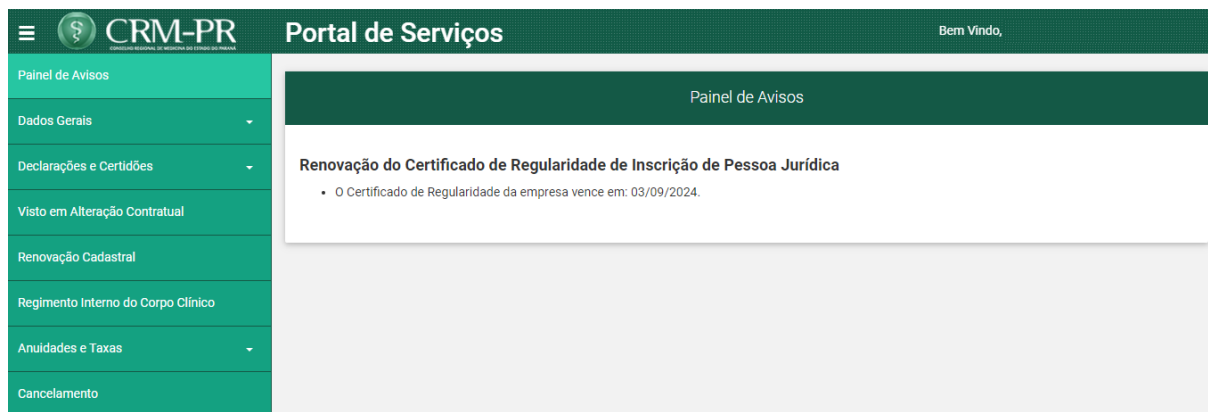 CRM-PR
CONSELHO REGIONAL DE MEDICINA DO ESTADO DO PARANÁ
Portal de Serviços
Bem Vindo,
Painel de Avisos
Dados Gerais
Declarações e Certidões
Visto em Alteração Contratual
Renovação Cadastral
Regimento Interno do Corpo Clínico
Anuidades e Taxas
Cancelamento
Painel de Avisos
Renovação do Certificado de Regularidade de Inscrição de Pessoa Jurídica
• O Certificado de Regularidade da empresa vence em: 03/09/2024.